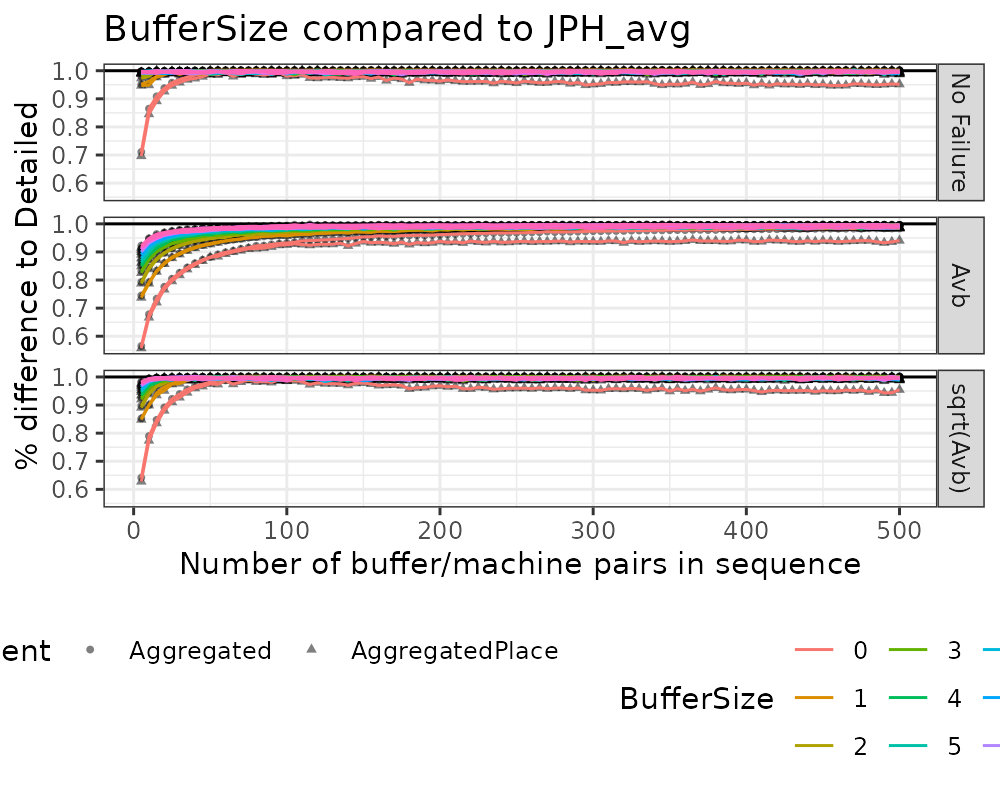 BufferSize compared to JPH_avg
% difference to Detailed
1.0
0.9
0.8
0.7
0.6
No Failure
1.0
0.9
0.8
0.7
0.6
Avb
1.0
0.9
0.8
0.7
0.6
sqrt(Avb)
0 100 200 300 400 500
Number of buffer/machine pairs in sequence
ent Aggregated AggregatedPlace
BufferSize
0 3
1 4
2 5